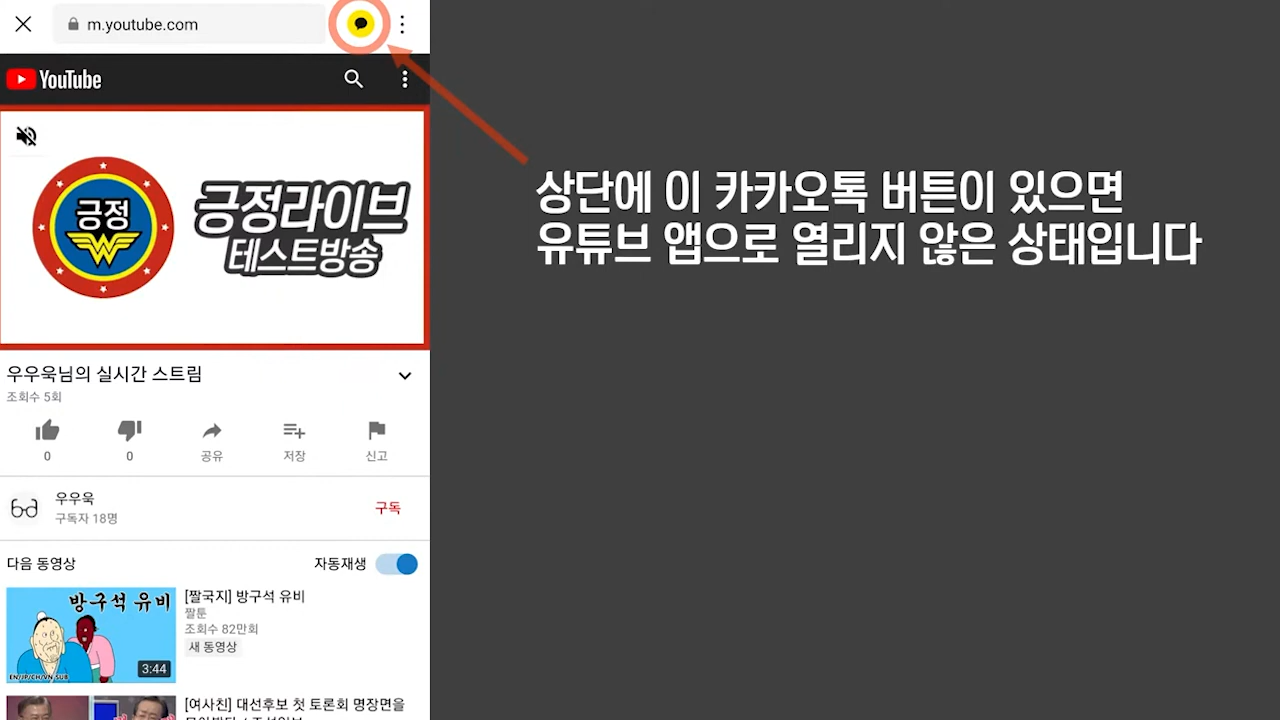 m.youtube.com
YouTube
긍정
긍정라이브
테스트방송
상단에 이 카카오톡 버튼이 있으면
유튜브 앱으로 열리지 않은 상태입니다
우우욱님의 실시간 스트림
조회수 5회
0
0
공유
저장
신고
우우욱
구독자 18명
구독
다음 동영상
자동재생
방구석 유비
EN/JP/CH/VN SUB
3:44
[짤국지] 방구석 유비
짤툰
조회수 82만회
새 동영상
[여사친] 대선후보 첫 토론회 명장면을